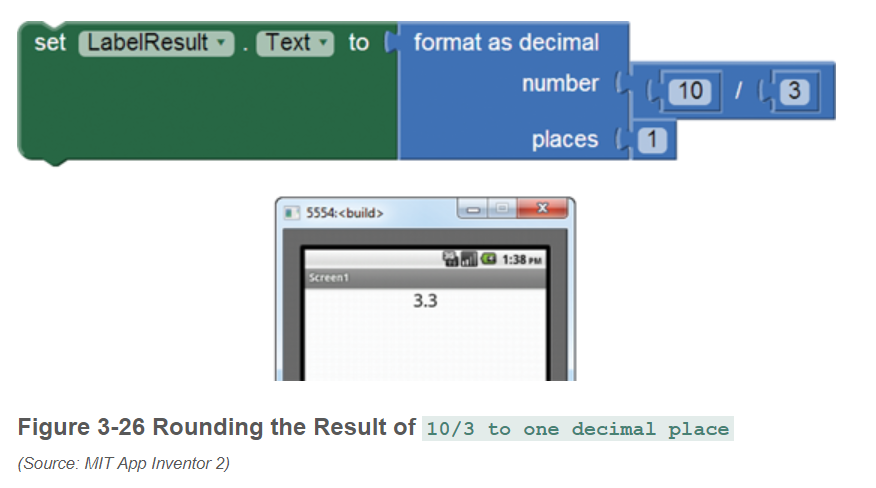 set LabelResult . Text to format as decimal
number 10 / 3
places 1
5554:<build>
1:38 PM
Screen1
3.3
Figure 3-26 Rounding the Result of 10/3 to one decimal place
(Source: MIT App Inventor 2)